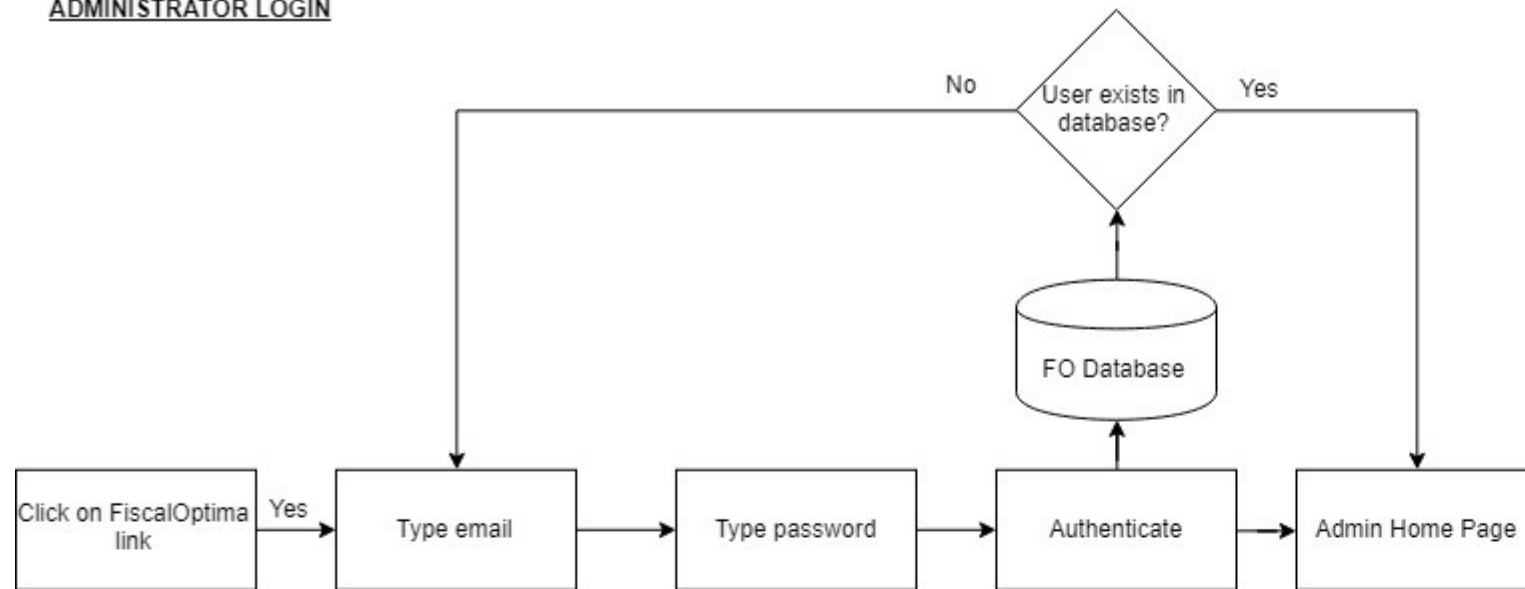 ADMINISTRATOR LOGIN
No
User exists in
database?
Yes
FO Database
Click on FiscalOptima
link
Yes
Type email
Type password
Authenticate
Admin Home Page